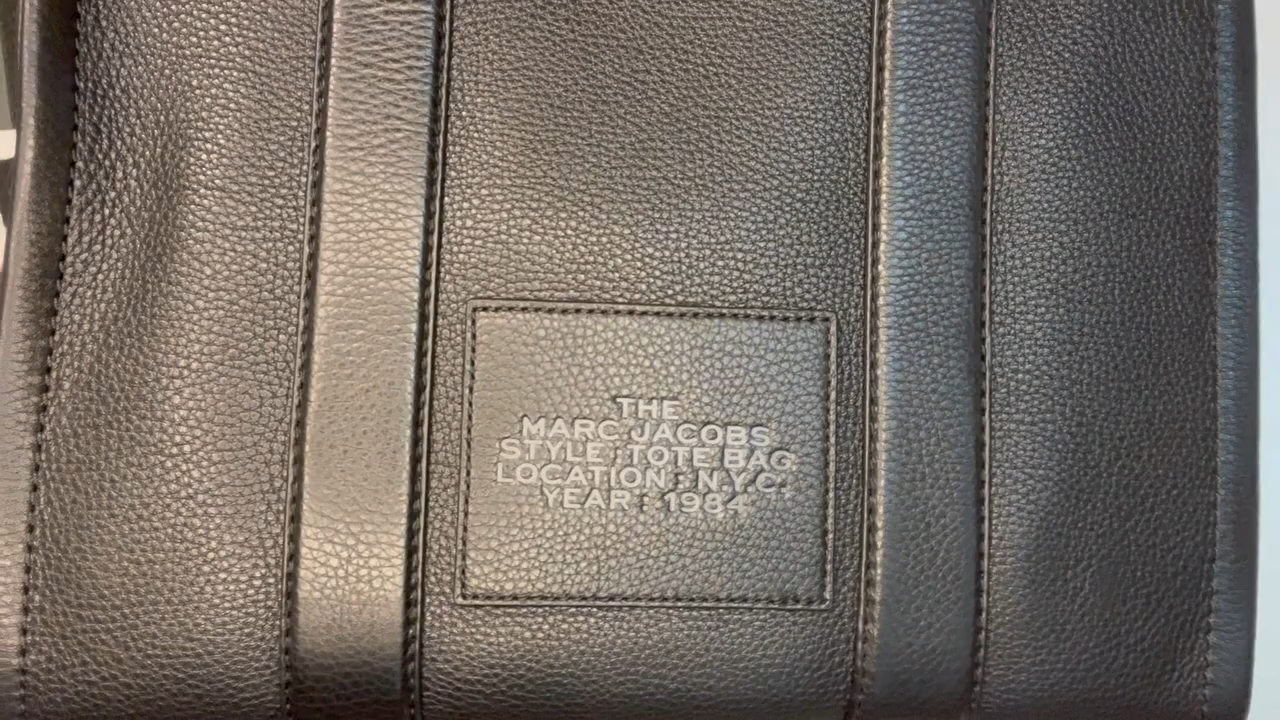 THE
MARC JACOBS
STYLE : TOTE BAG
LOCATION : N.Y.C.
YEAR : 1984